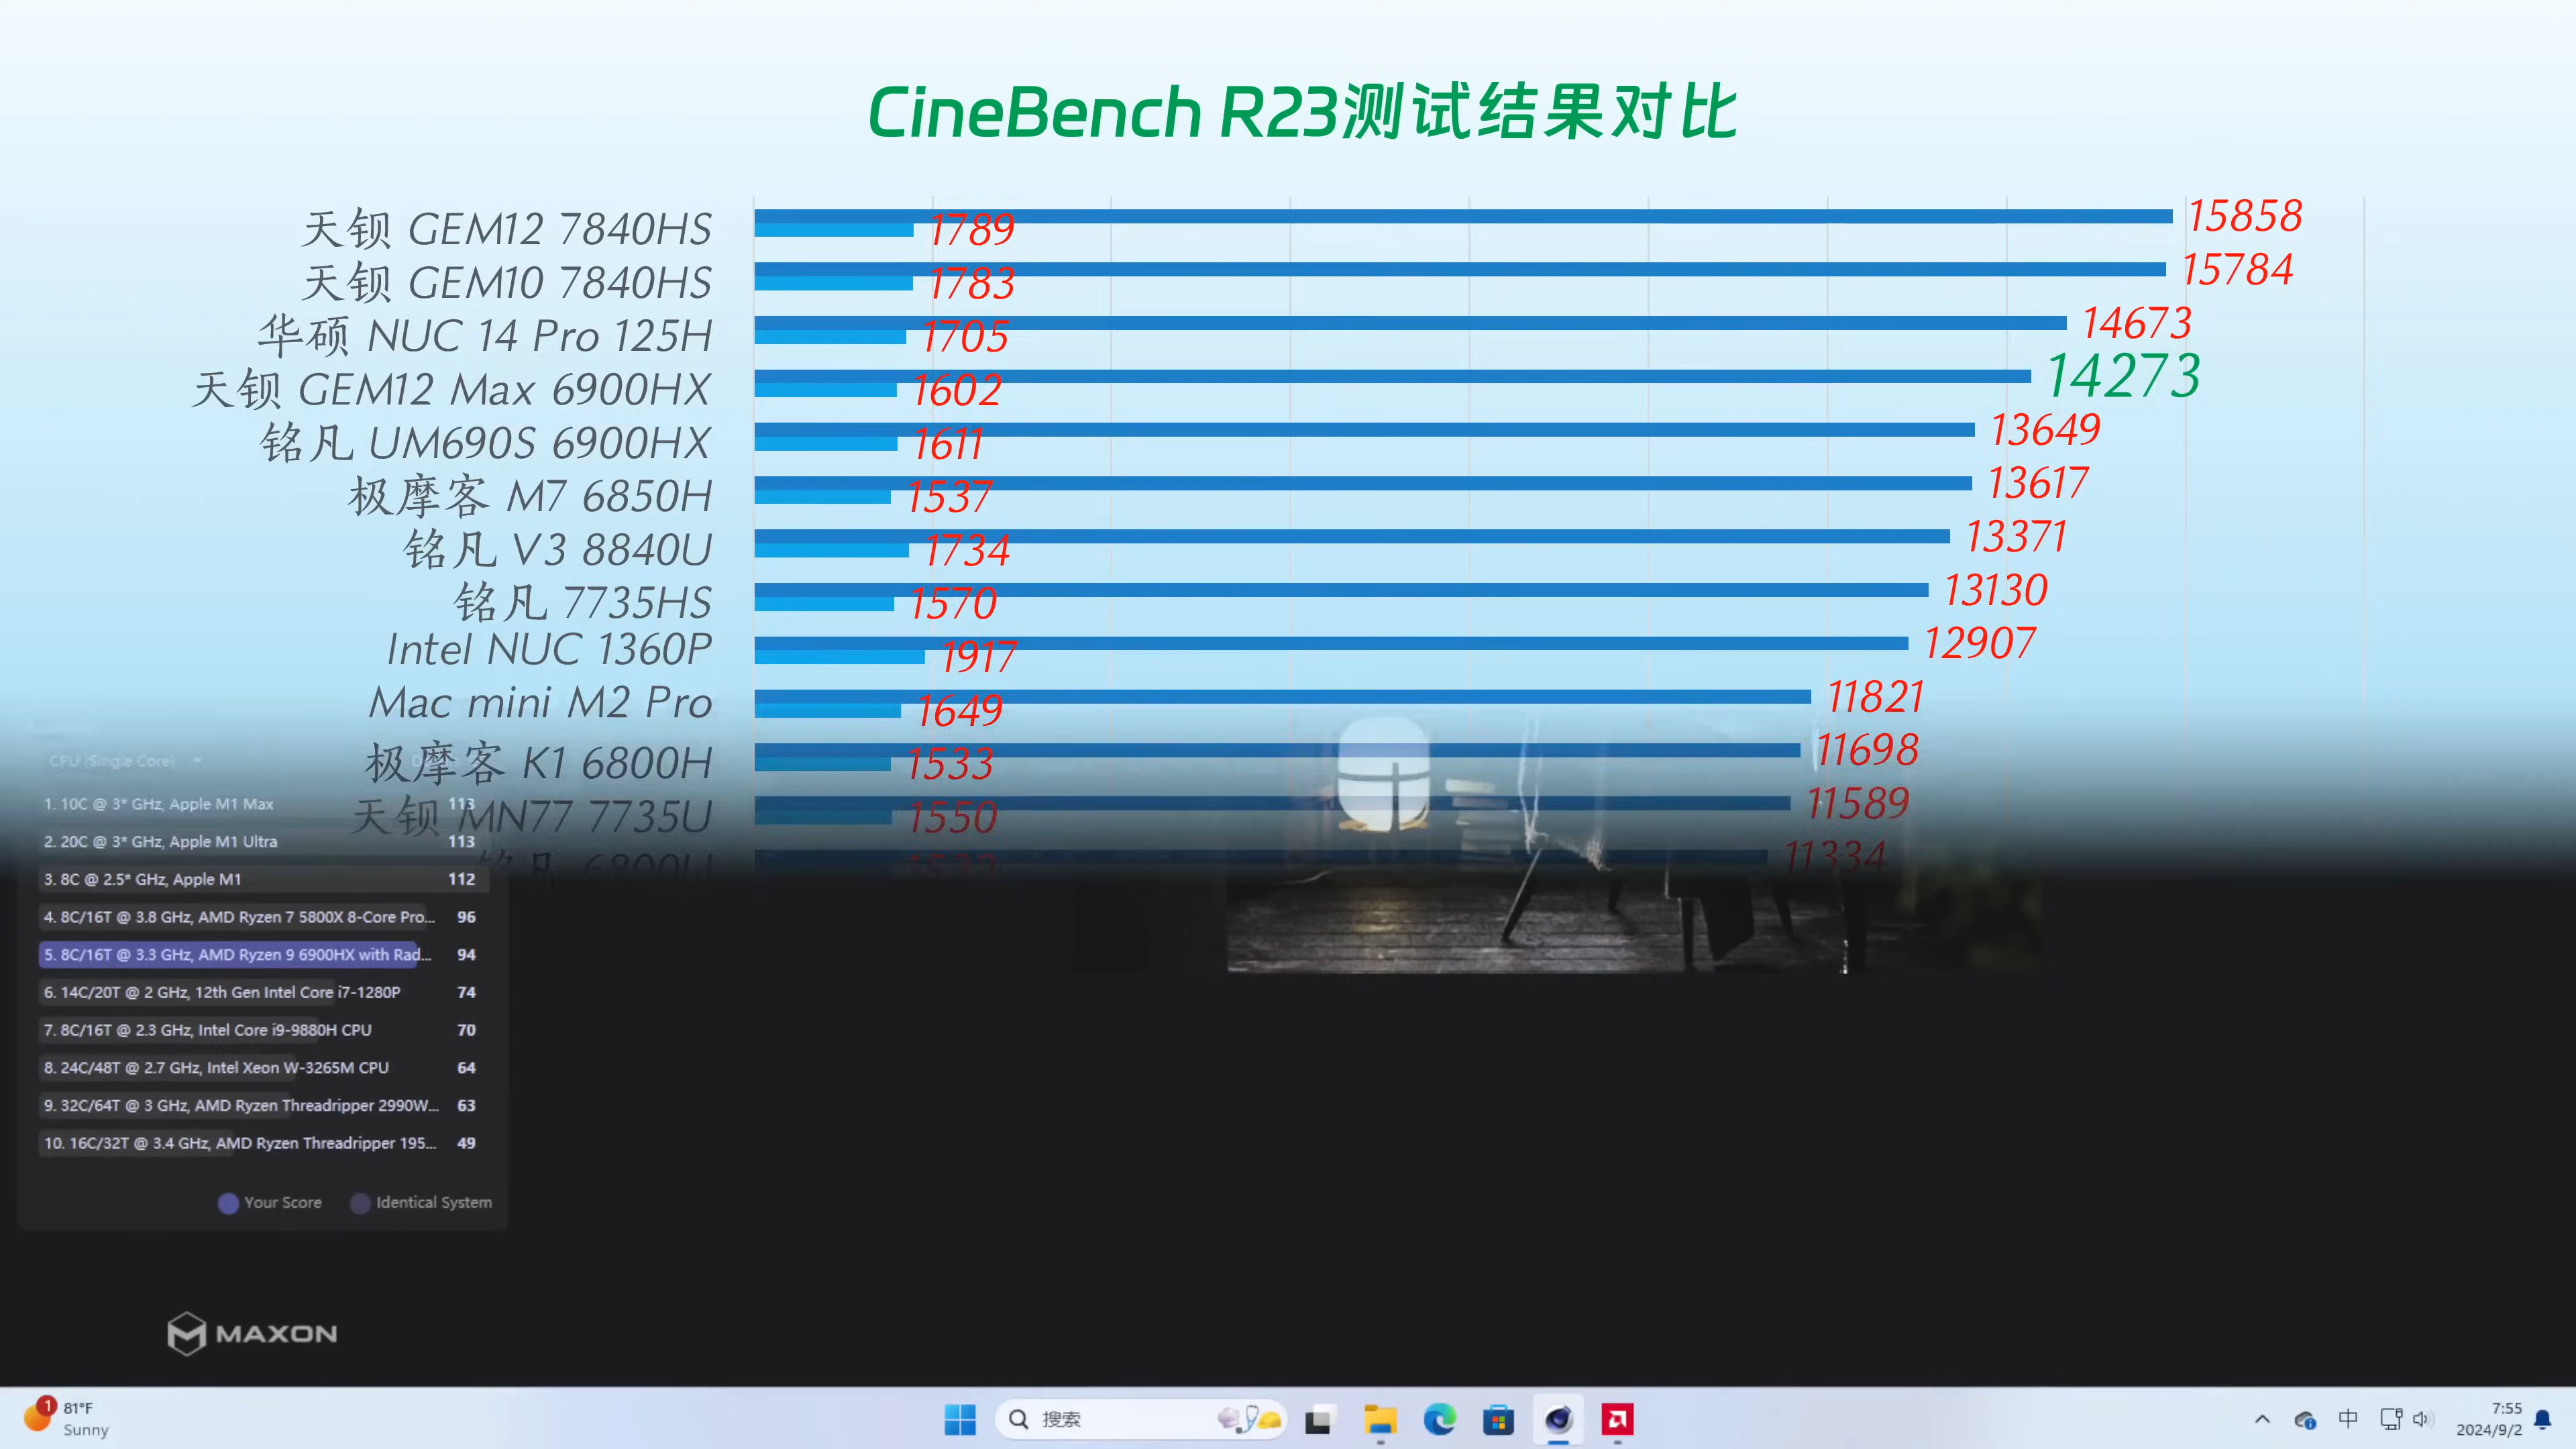 CineBench R23测试结果对比
天钡 GEM12 7840HS 15858 1789
天钡 GEM10 7840HS 15784 1783
华硕 NUC 14 Pro 125H 14673 1705
天钡 GEM12 Max 6900HX 14273 1602
铭凡 UM690S 6900HX 13649 1611
极摩客 M7 6850H 13617 1537
铭凡 V3 8840U 13371 1734
铭凡 7735HS 13130 1570
Intel NUC 1360P 12907 1917
Mac mini M2 Pro 11821 1649
极摩客 K1 6800H 11698 1533
天钡 MN77 7735U 11589 1550
铭凡 6800U 11334
CPU (Single Core)
1. 10C @ 3* GHz, Apple M1 Max 113
2. 20C @ 3* GHz, Apple M1 Ultra 113
3. 8C @ 2.5* GHz, Apple M1 112
4. 8C/16T @ 3.8 GHz, AMD Ryzen 7 5800X 8-Core Pro... 96
5. 8C/16T @ 3.3 GHz, AMD Ryzen 9 6900HX with Rad... 94
6. 14C/20T @ 2 GHz, 12th Gen Intel Core i7-1280P 74
7. 8C/16T @ 2.3 GHz, Intel Core i9-9880H CPU 70
8. 24C/48T @ 2.7 GHz, Intel Xeon W-3265M CPU 64
9. 32C/64T @ 3 GHz, AMD Ryzen Threadripper 2990W... 63
10. 16C/32T @ 3.4 GHz, AMD Ryzen Threadripper 195... 49
Your Score Identical System
MAXON
1
81°F
Sunny
搜索
中
7:55
2024/9/2